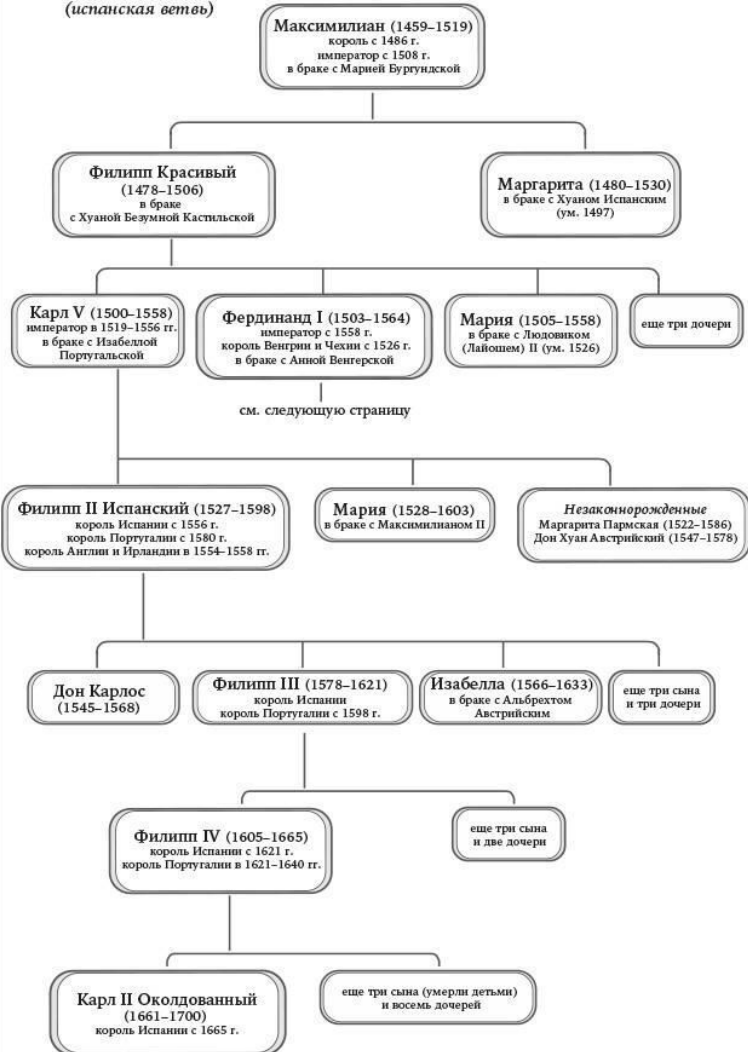 (испанская ветвь)
Максимилиан (1459–1519)
король с 1486 г.
император с 1508 г.
в браке с Марией Бургундской
Филипп Красивый
(1478–1506)
в браке
с Хуаной Безумной Кастильской
Маргарита (1480–1530)
в браке с Хуаном Испанским
(ум. 1497)
Карл V (1500–1558)
император в 1519–1556 гг.
в браке с Изабеллой
Португальской
Фердинанд I (1503–1564)
император с 1558 г.
король Венгрии и Чехии с 1526 г.
в браке с Анной Венгерской
Мария (1505–1558)
в браке с Людовиком
(Лайошем) II (ум. 1526)
еще три дочери
см. следующую страницу
Филипп II Испанский (1527–1598)
король Испании с 1556 г.
король Португалии с 1580 г.
король Англии и Ирландии в 1554–1558 гг.
Мария (1528–1603)
в браке с Максимилианом II
Незаконнорожденные
Маргарита Пармская (1522–1586)
Дон Хуан Австрийский (1547–1578)
Дон Карлос
(1545–1568)
Филипп III (1578–1621)
король Испании
король Португалии с 1598 г.
Изабелла (1566–1633)
в браке с Альбрехтом
Австрийским
еще три сына
и три дочери
Филипп IV (1605–1665)
король Испании с 1621 г.
король Португалии в 1621–1640 гг.
еще три сына
и две дочери
Карл II Околдованный
(1661–1700)
король Испании с 1665 г.
еще три сына (умерли детьми)
и восемь дочерей